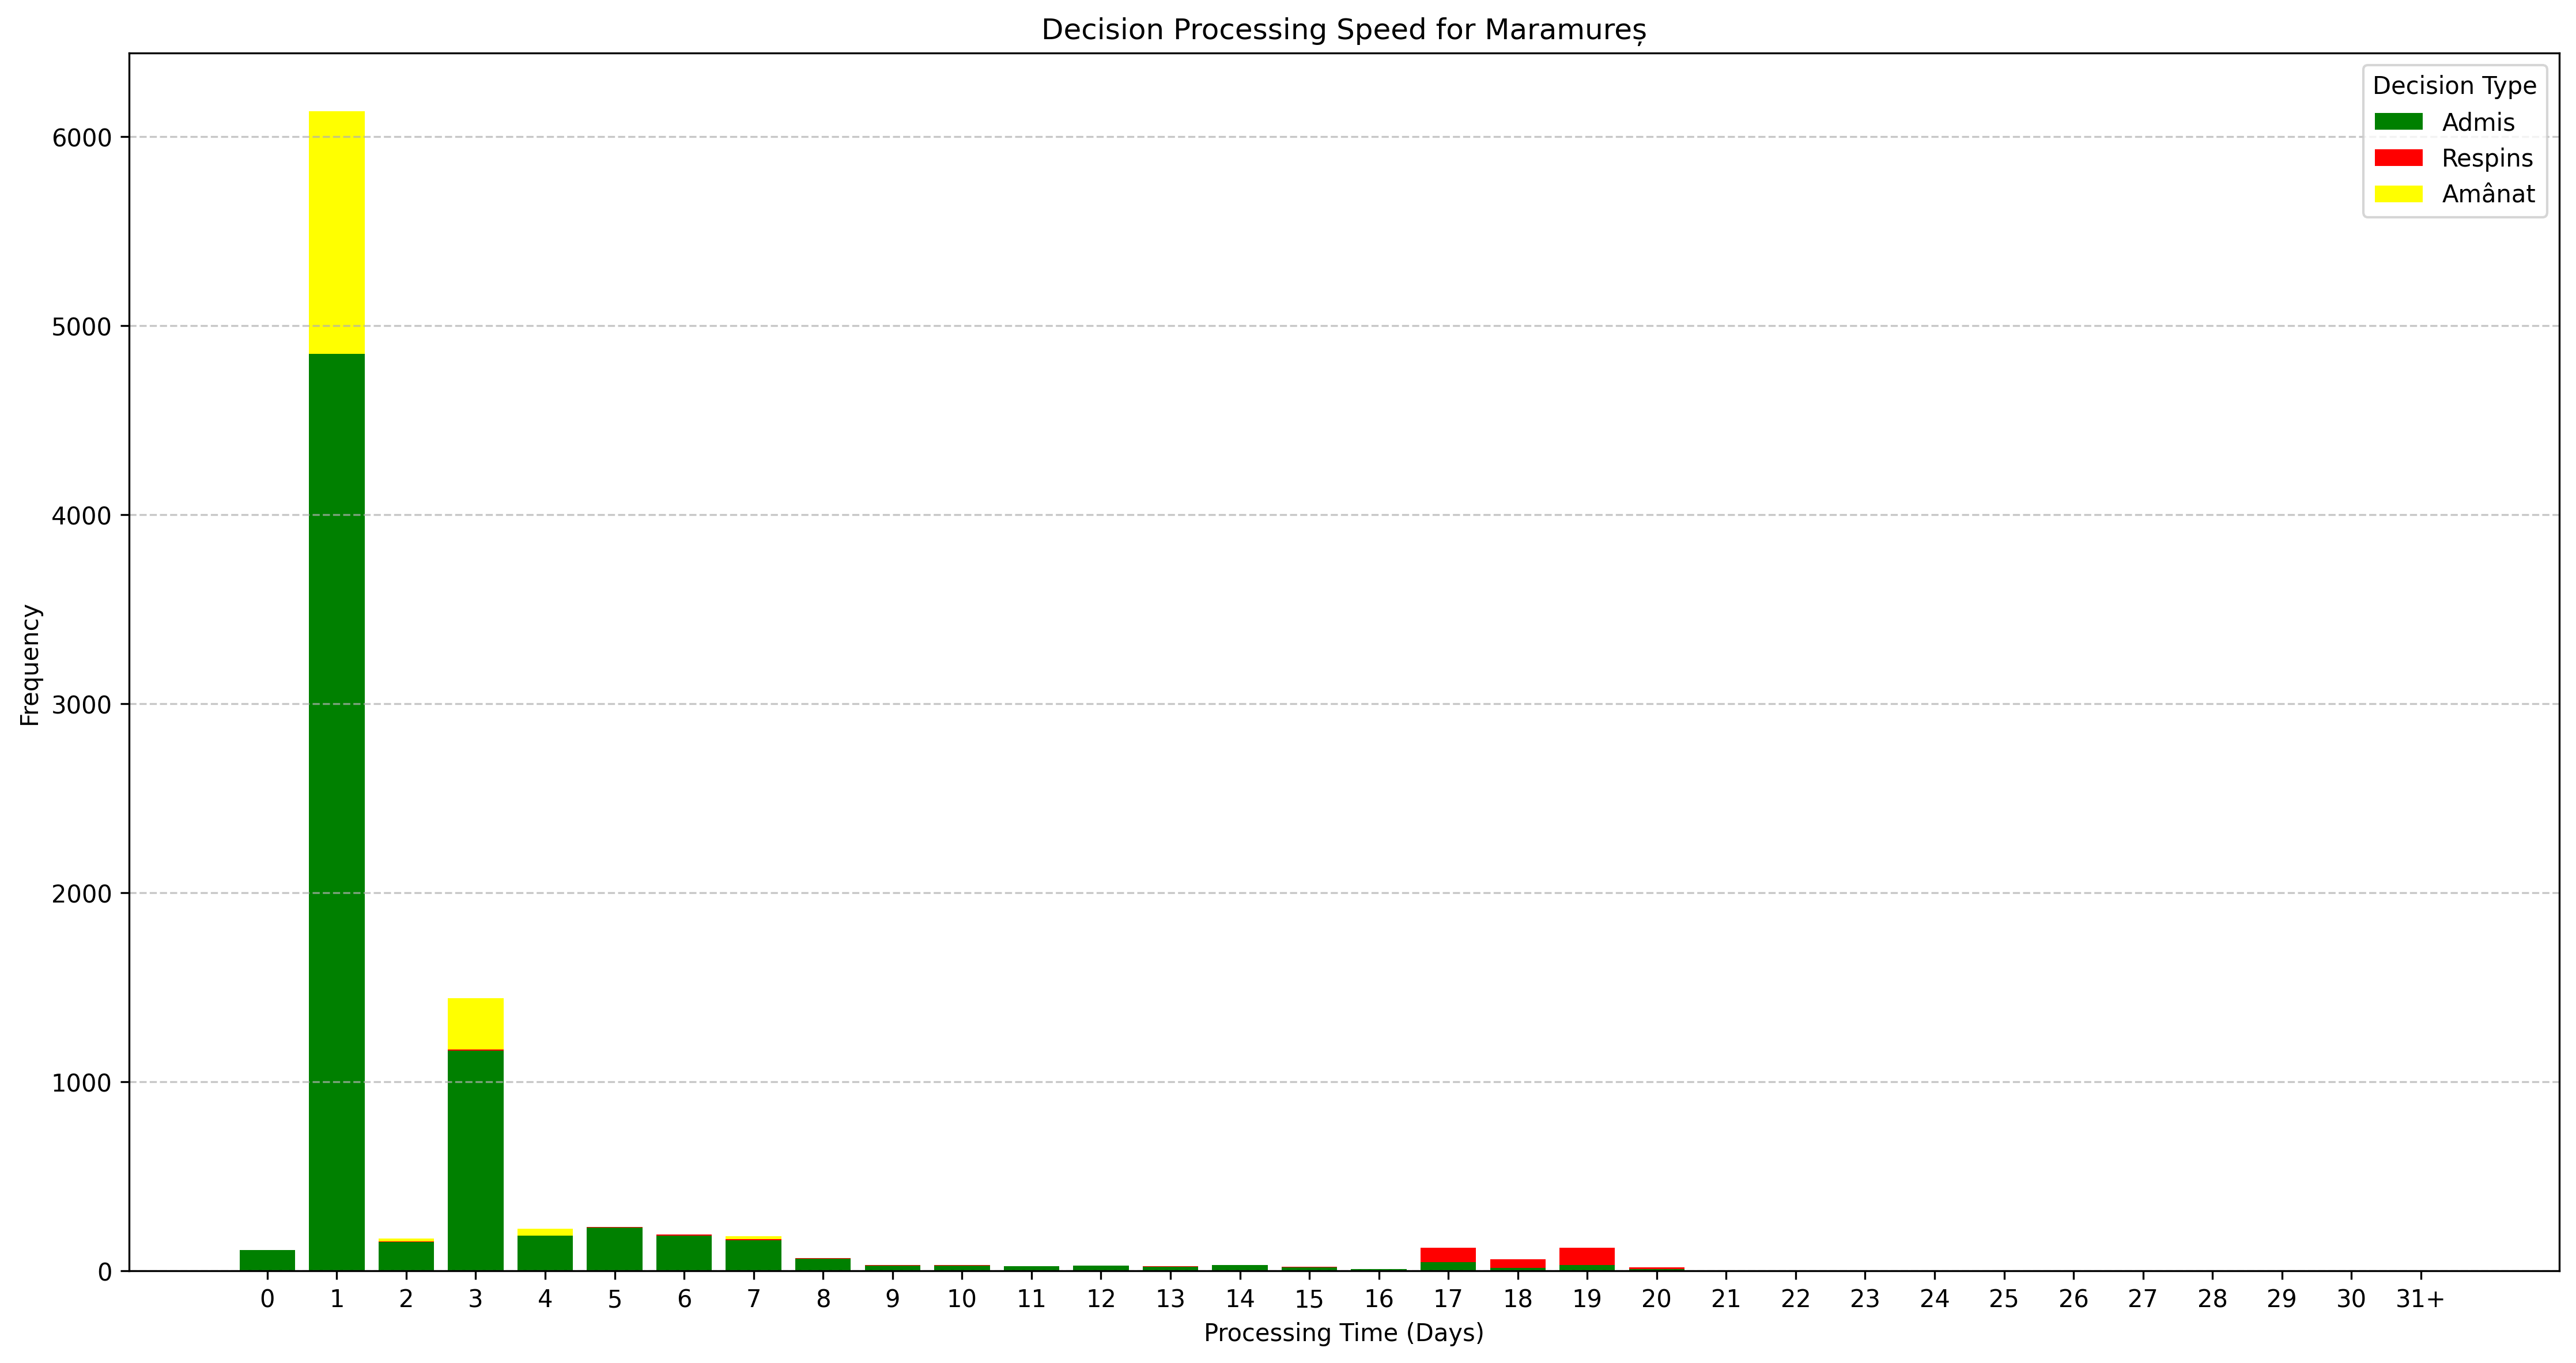 Decision Processing Speed for Maramureș
Decision Type
Admis
Respins
Amânat
Frequency
6000
5000
4000
3000
2000
1000
0
0 1 2 3 4 5 6 7 8 9 10 11 12 13 14 15 16 17 18 19 20 21 22 23 24 25 26 27 28 29 30 31+
Processing Time (Days)